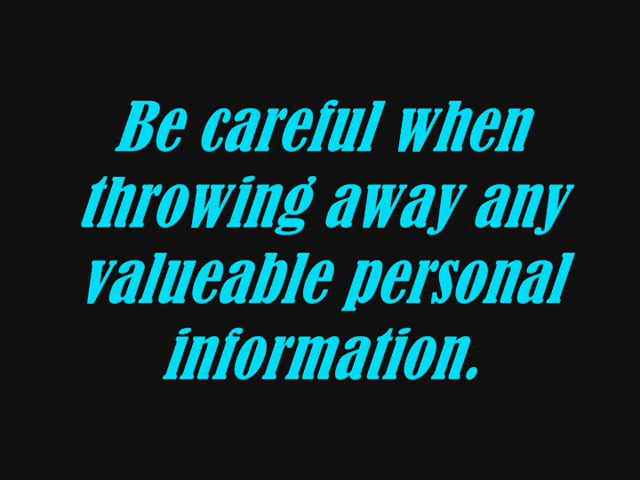 Be careful when
throwing away any
valueable personal
information.